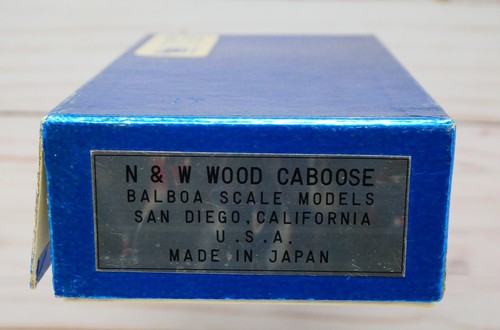 N & W WOOD CABOOSE
BALBOA SCALE MODELS
SAN DIEGO, CALIFORNIA
U.S.A.
MADE IN JAPAN